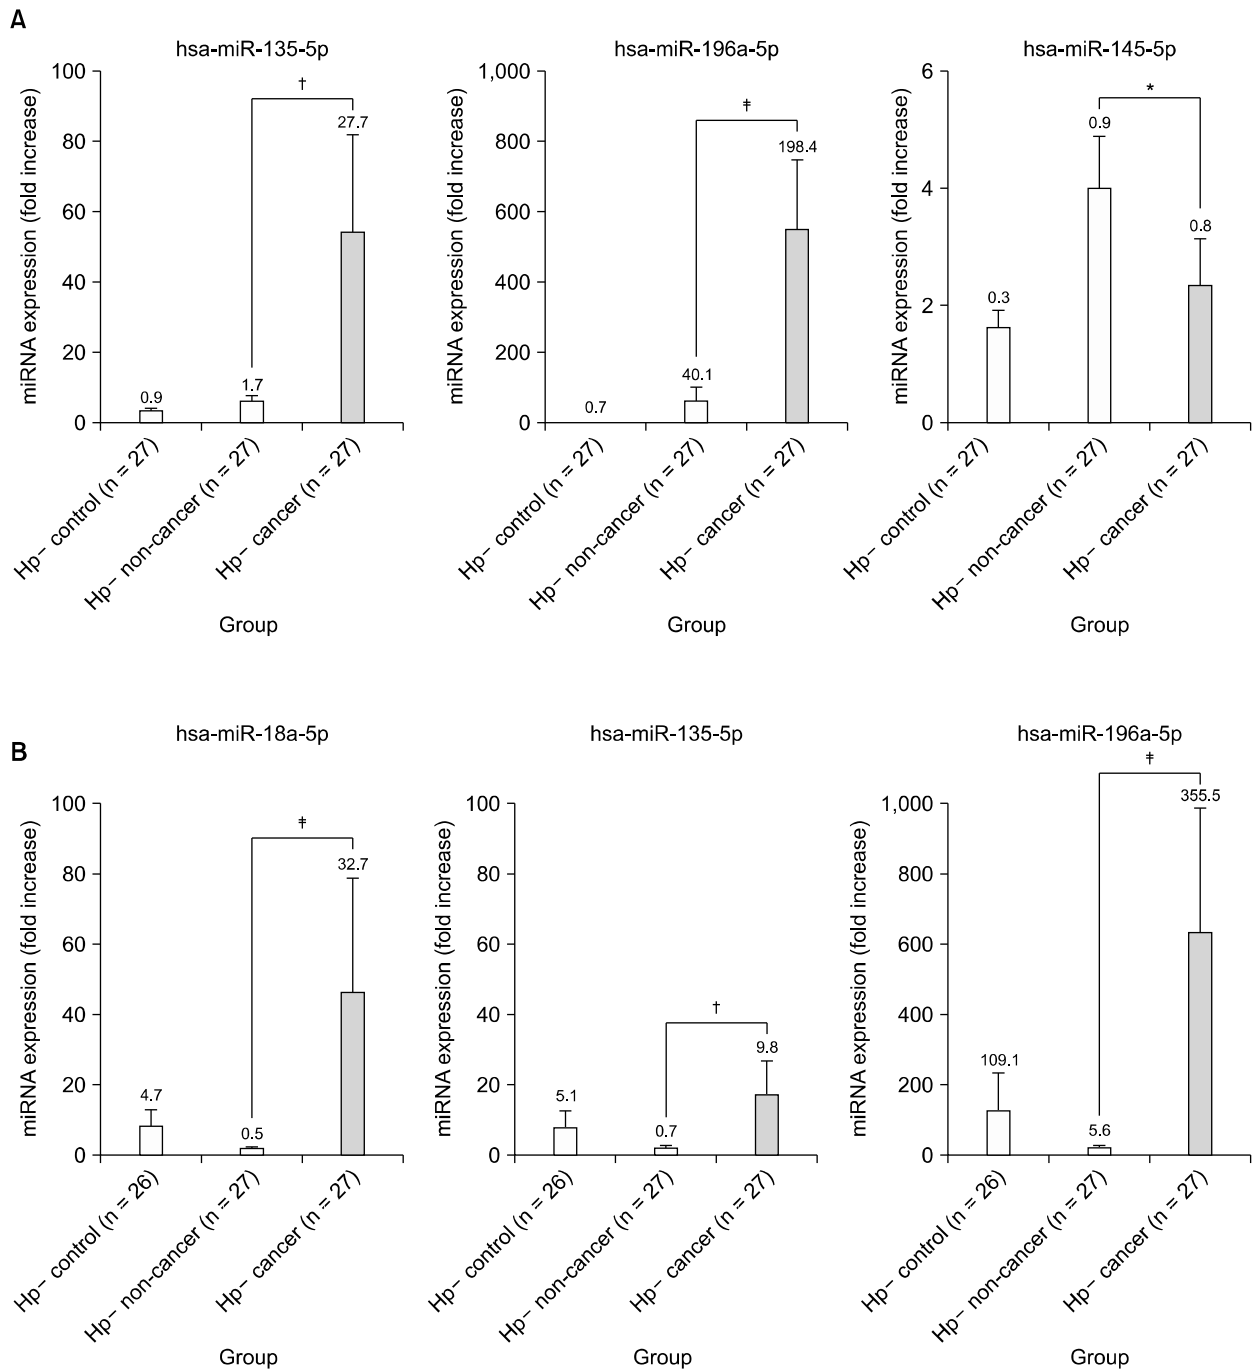 A
hsa-miR-135-5p
miRNA expression (fold increase)
100
80
60
40
20
0
†
0.9
1.7
27.7
Hp− control (n = 27)
Hp− non-cancer (n = 27)
Hp− cancer (n = 27)
Group
hsa-miR-196a-5p
miRNA expression (fold increase)
1,000
800
600
400
200
0
‡
0.7
40.1
198.4
Hp− control (n = 27)
Hp− non-cancer (n = 27)
Hp− cancer (n = 27)
Group
hsa-miR-145-5p
miRNA expression (fold increase)
6
4
2
0
*
0.3
0.9
0.8
Hp− control (n = 27)
Hp− non-cancer (n = 27)
Hp− cancer (n = 27)
Group
B
hsa-miR-18a-5p
miRNA expression (fold increase)
100
80
60
40
20
0
‡
4.7
0.5
32.7
Hp− control (n = 26)
Hp− non-cancer (n = 27)
Hp− cancer (n = 27)
Group
hsa-miR-135-5p
miRNA expression (fold increase)
100
80
60
40
20
0
†
5.1
0.7
9.8
Hp− control (n = 26)
Hp− non-cancer (n = 27)
Hp− cancer (n = 27)
Group
hsa-miR-196a-5p
miRNA expression (fold increase)
1,000
800
600
400
200
0
‡
109.1
5.6
355.5
Hp− control (n = 26)
Hp− non-cancer (n = 27)
Hp− cancer (n = 27)
Group